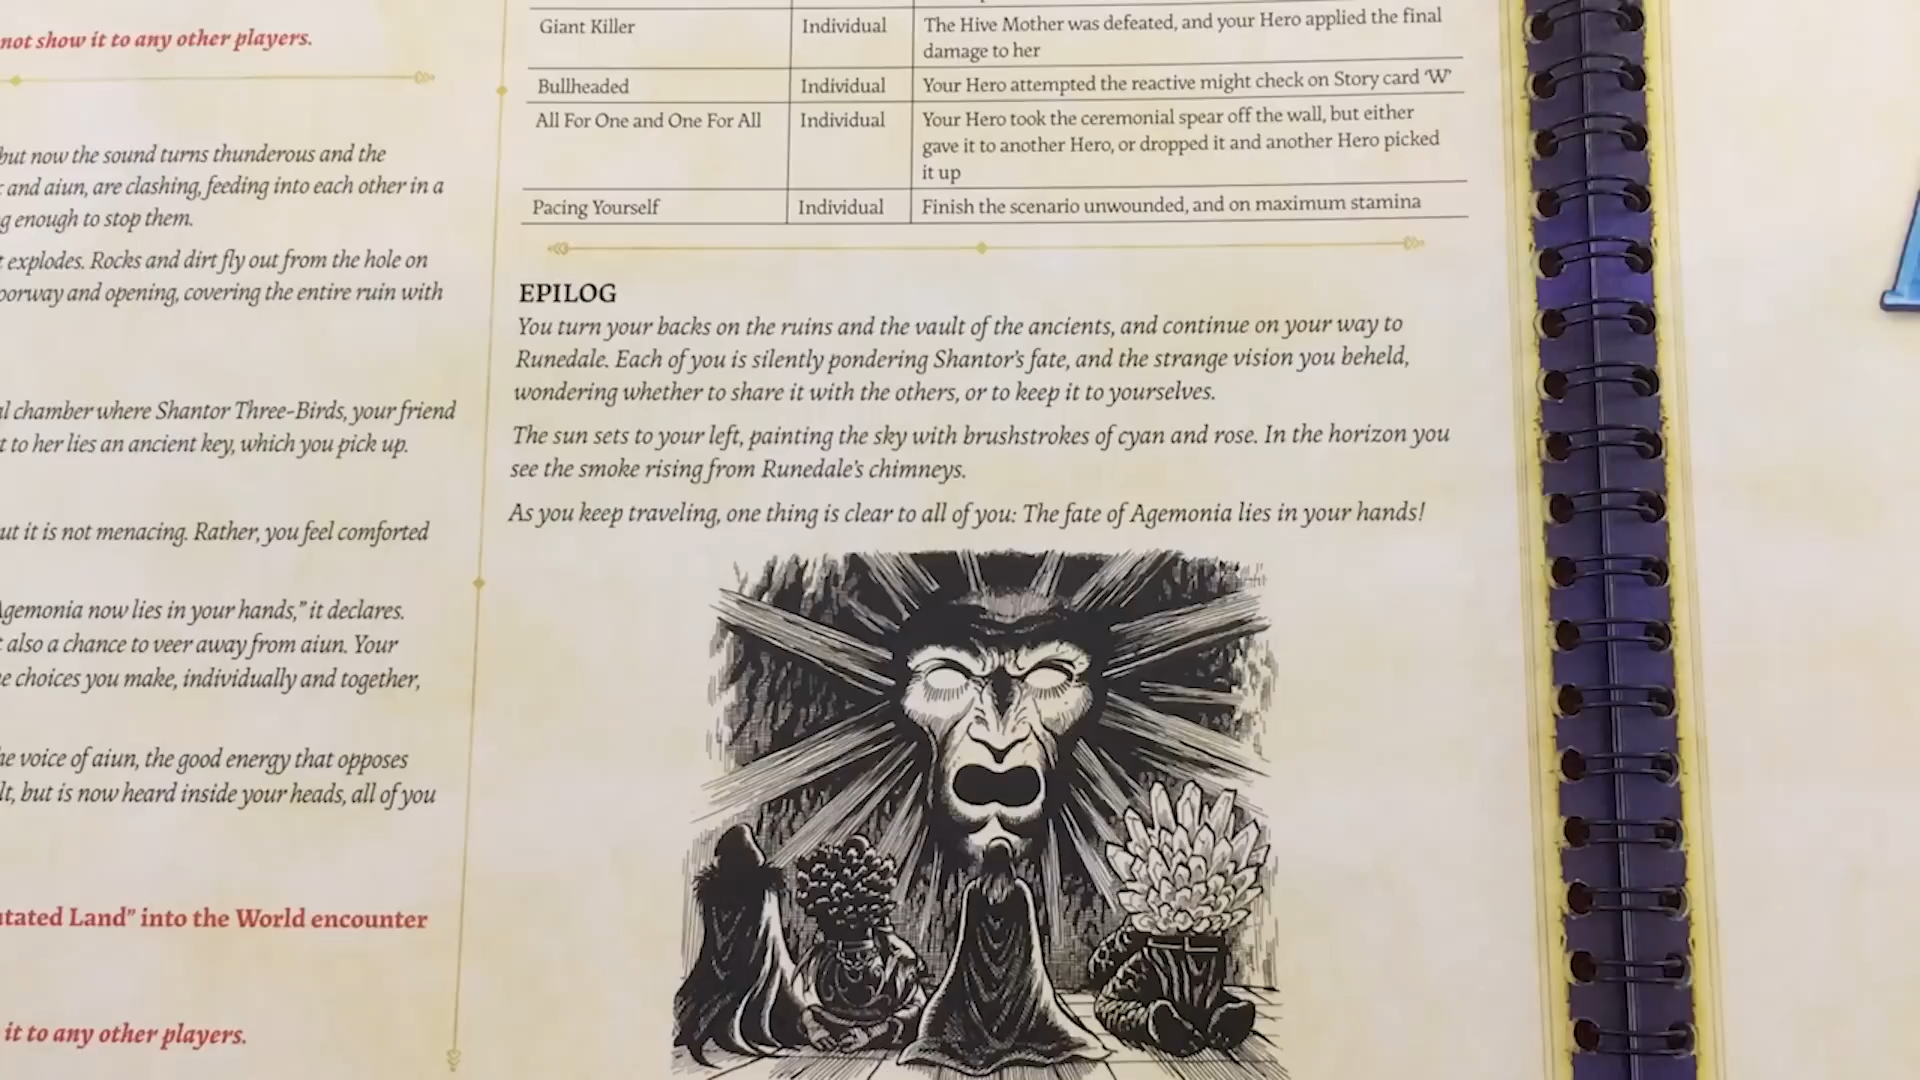 not show it to any other players.
but now the sound turns thunderous and the
and aiun, are clashing, feeding into each other in a
enough to stop them.
explodes. Rocks and dirt fly out from the hole on
oorway and opening, covering the entire ruin with
chamber where Shantor Three-Birds, your friend
t to her lies an ancient key, which you pick up.
ut it is not menacing. Rather, you feel comforted
Agemonia now lies in your hands,” it declares.
also a chance to veer away from aiun. Your
e choices you make, individually and together,
he voice of aiun, the good energy that opposes
lt, but is now heard inside your heads, all of you
tated Land” into the World encounter
it to any other players.
Giant Killer
Individual
The Hive Mother was defeated, and your Hero applied the final
damage to her
Bullheaded
Individual
Your Hero attempted the reactive might check on Story card ‘W’
All For One and One For All
Individual
Your Hero took the ceremonial spear off the wall, but either
gave it to another Hero, or dropped it and another Hero picked
it up
Pacing Yourself
Individual
Finish the scenario unwounded, and on maximum stamina
EPILOG
You turn your backs on the ruins and the vault of the ancients, and continue on your way to
Runedale. Each of you is silently pondering Shantor’s fate, and the strange vision you beheld,
wondering whether to share it with the others, or to keep it to yourselves.
The sun sets to your left, painting the sky with brushstrokes of cyan and rose. In the horizon you
see the smoke rising from Runedale’s chimneys.
As you keep traveling, one thing is clear to all of you: The fate of Agemonia lies in your hands!